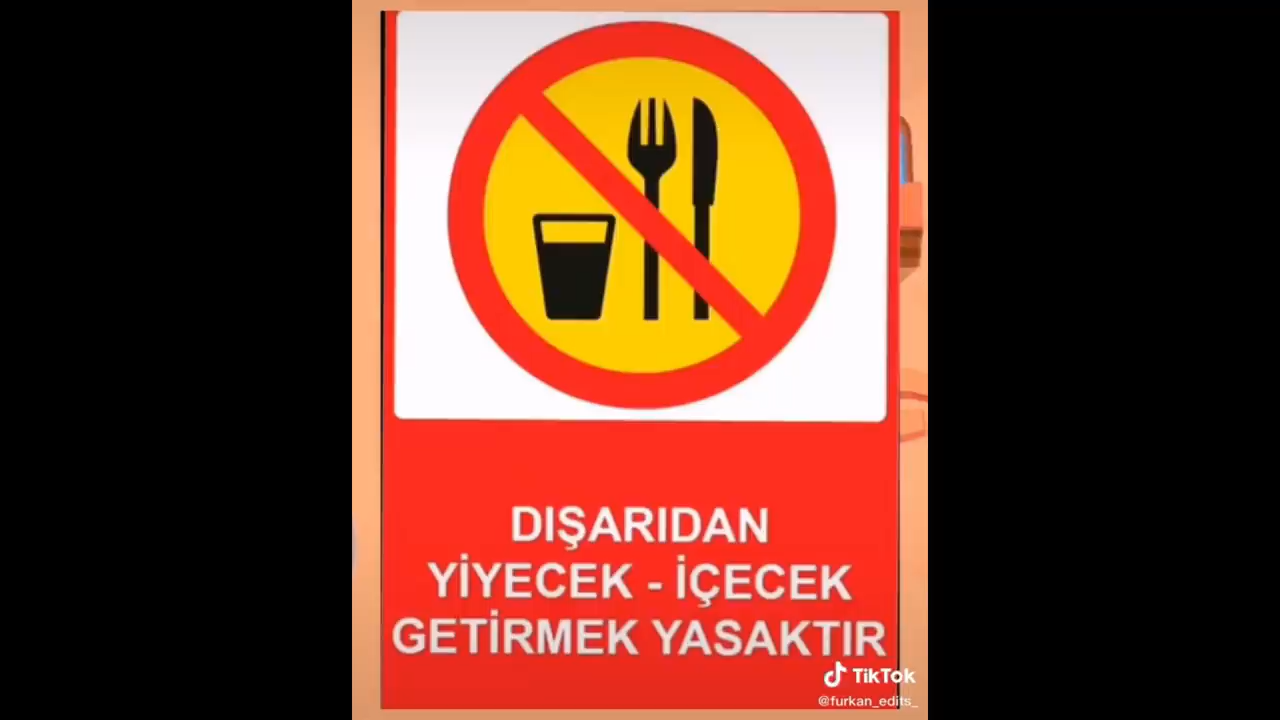 DIŞARIDAN
YİYECEK - İÇECEK
GETİRMEK YASAKTIR
TikTok
@furkan_edits_